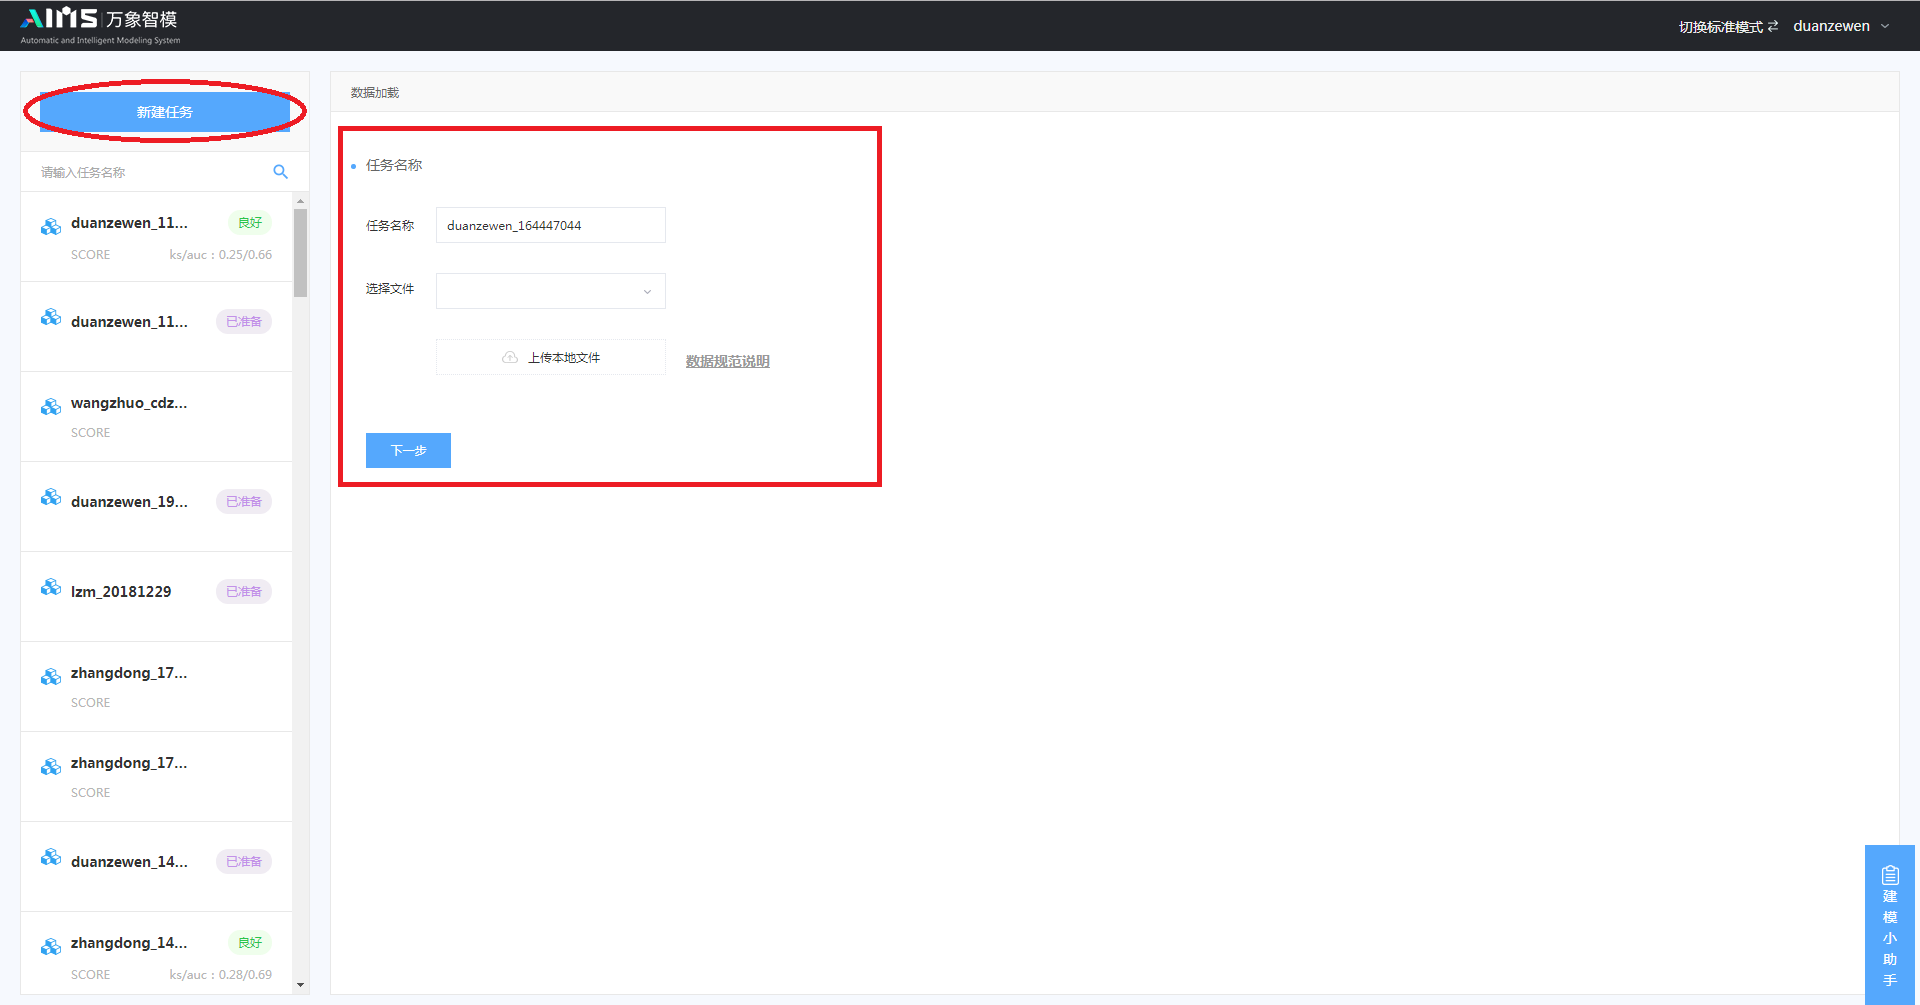 AIMS 万象智模
Automatic and Intelligent Modeling System
切换标准模式 duanzewen
新建任务
请输入任务名称
duanzewen_11... 良好
SCORE ks/auc : 0.25/0.66
duanzewen_11... 已准备
wangzhuo_cdz...
SCORE
duanzewen_19... 已准备
lzm_20181229 已准备
zhangdong_17...
SCORE
zhangdong_17...
SCORE
duanzewen_14... 已准备
zhangdong_14... 良好
SCORE ks/auc : 0.28/0.69
数据加载
任务名称
任务名称 duanzewen_164447044
选择文件
上传本地文件 数据规范说明
下一步
建模小助手